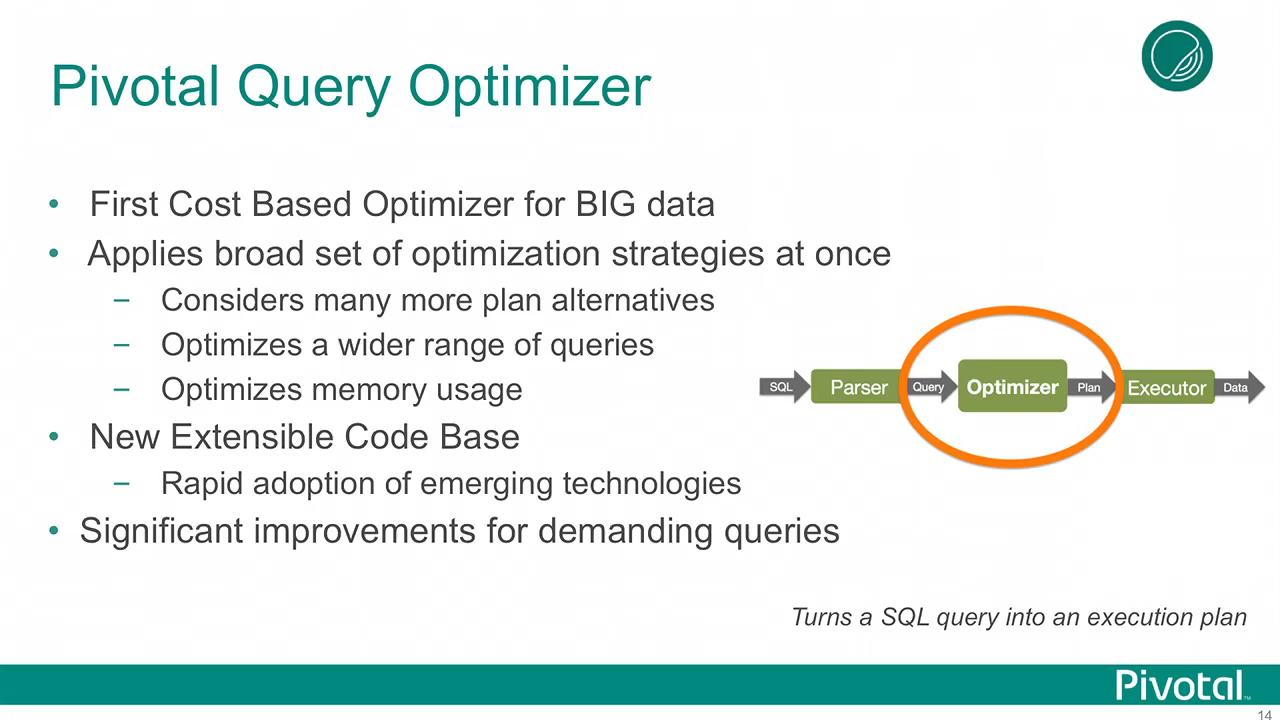 Pivotal Query Optimizer
• First Cost Based Optimizer for BIG data
• Applies broad set of optimization strategies at once
– Considers many more plan alternatives
– Optimizes a wider range of queries
– Optimizes memory usage
• New Extensible Code Base
– Rapid adoption of emerging technologies
• Significant improvements for demanding queries
SQL Parser Query Optimizer Plan Executor Data
Turns a SQL query into an execution plan
Pivotal™
14